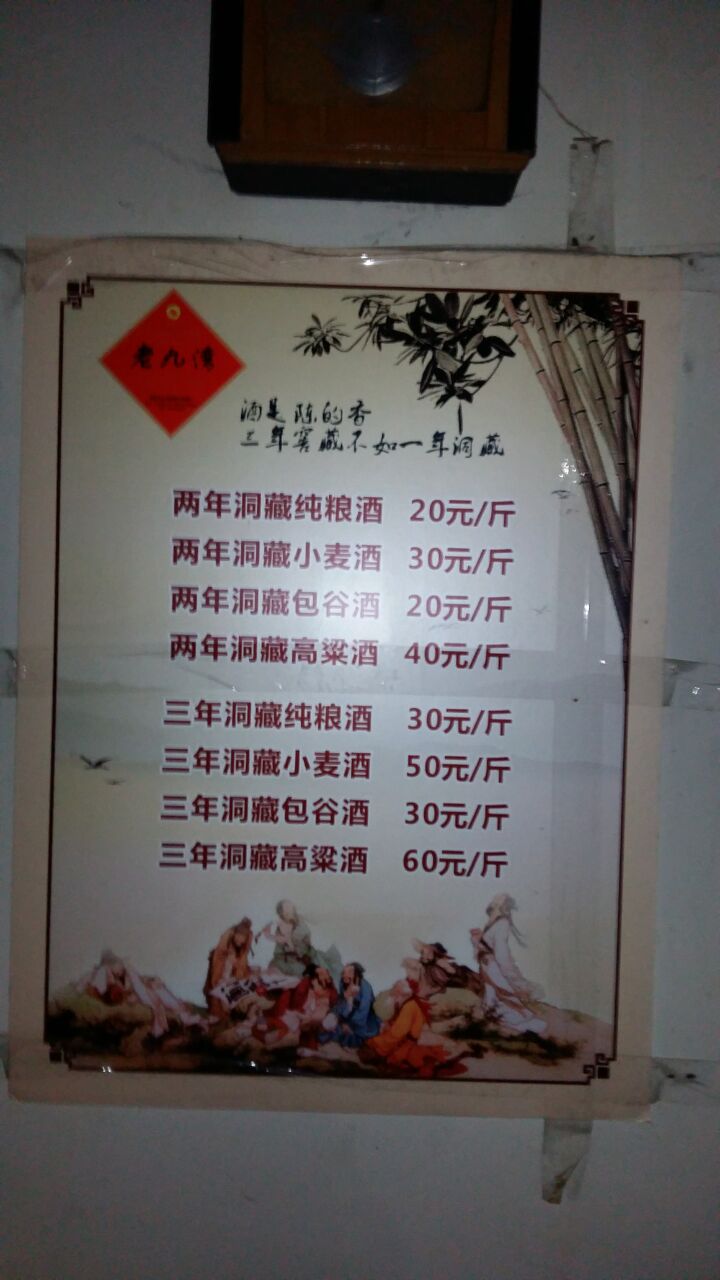 老九儒
酒是陈的香
三年窖藏不如一年洞藏
两年洞藏纯粮酒 20元/斤
两年洞藏小麦酒 30元/斤
两年洞藏包谷酒 20元/斤
两年洞藏高粱酒 40元/斤
三年洞藏纯粮酒 30元/斤
三年洞藏小麦酒 50元/斤
三年洞藏包谷酒 30元/斤
三年洞藏高粱酒 60元/斤